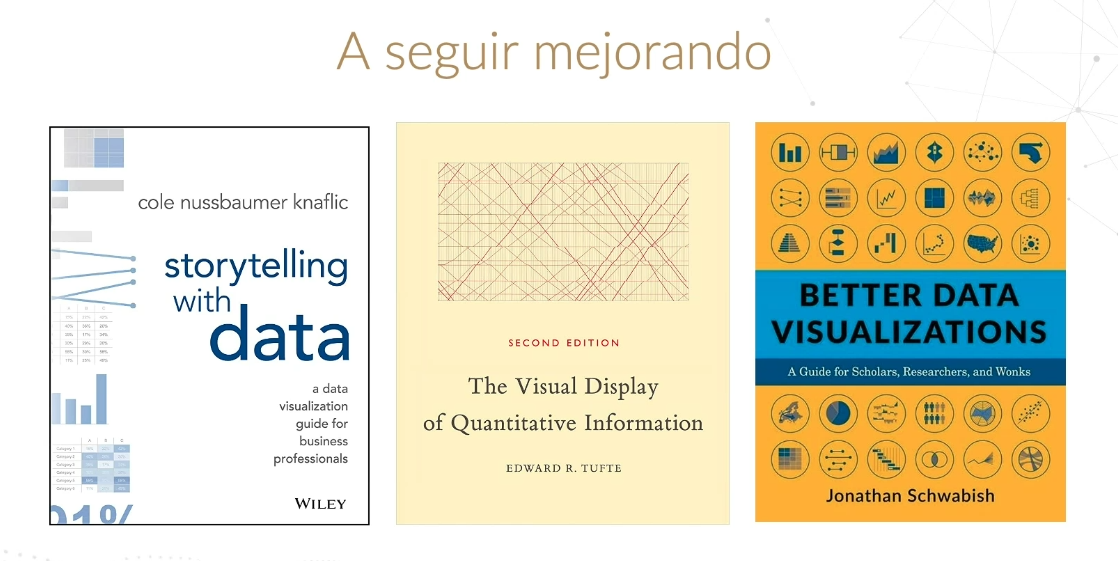 A seguir mejorando
cole nussbaumer knaflic
storytelling
with
data
a data
visualization
guide for
business
professionals
WILEY
91%
SECOND EDITION
The Visual Display
of Quantitative Information
EDWARD R. TUFTE
BETTER DATA
VISUALIZATIONS
A Guide for Scholars, Researchers, and Wonks
Jonathan Schwabish